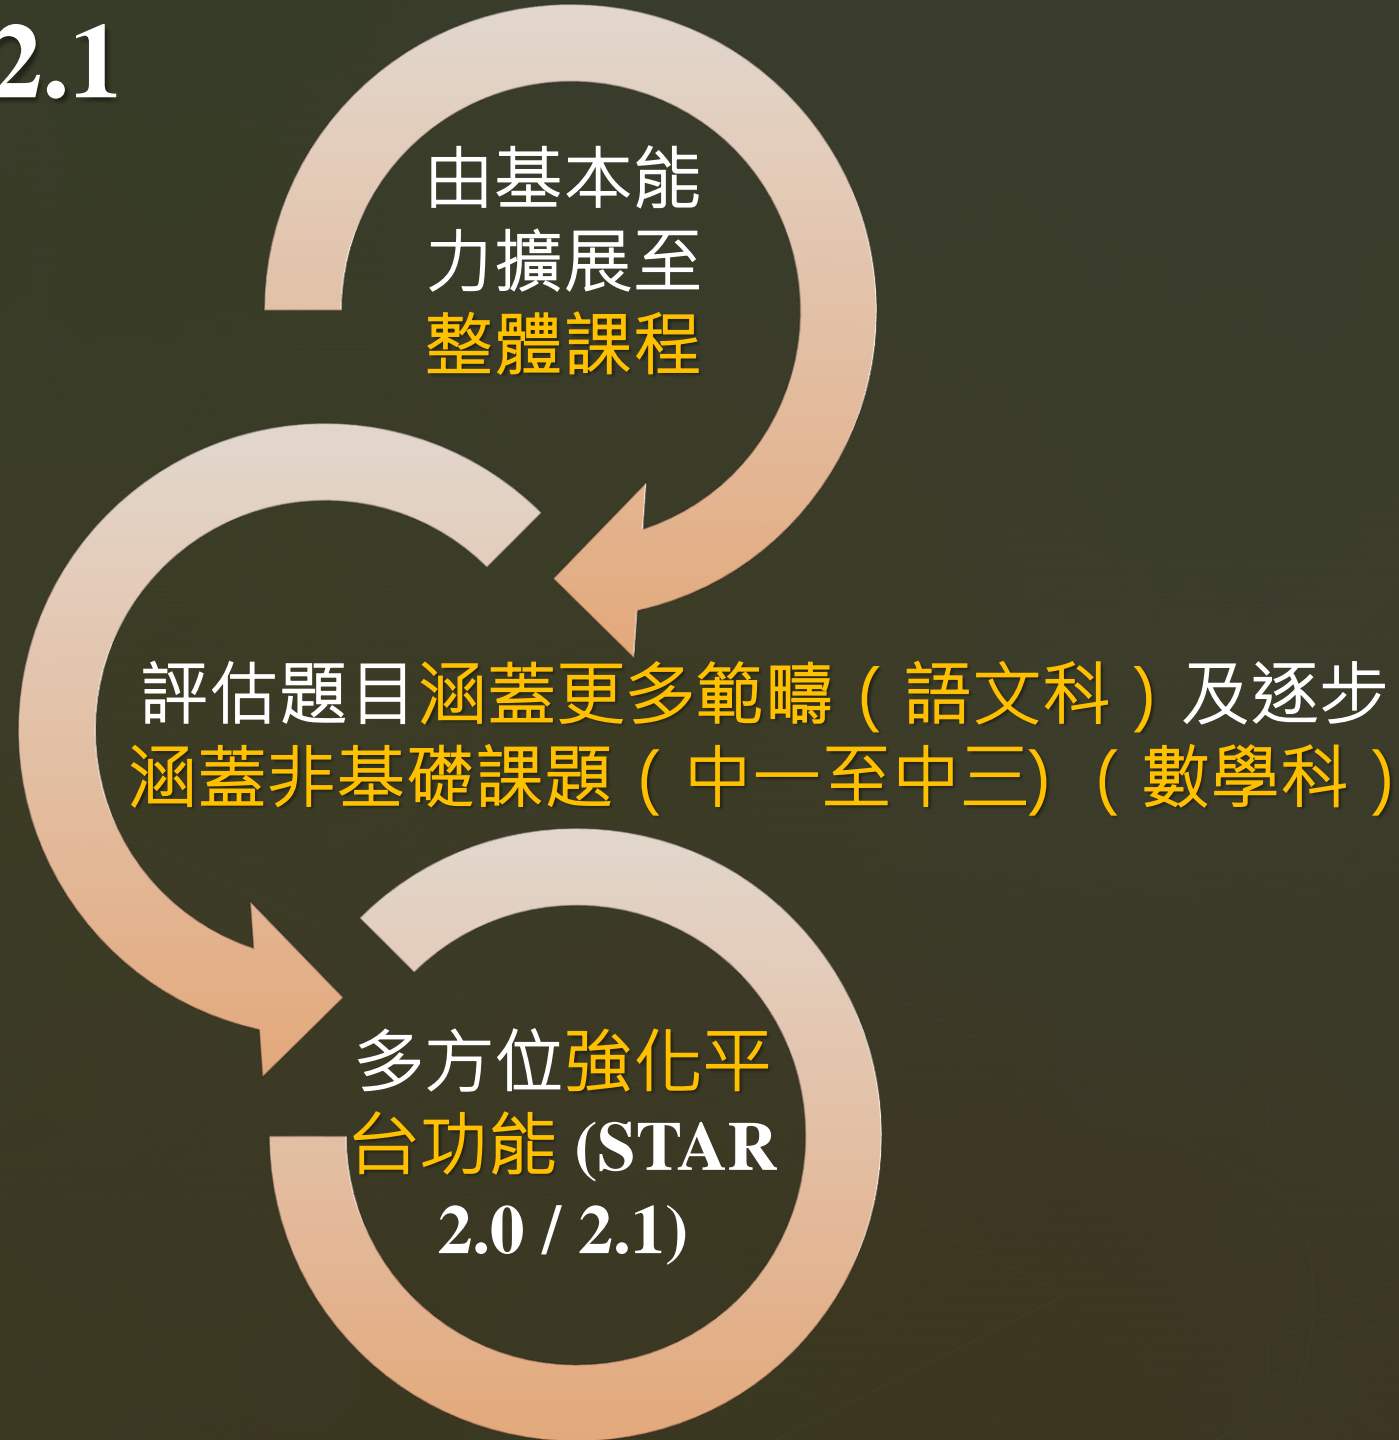 2.1
由基本能
力擴展至
整體課程
評估題目涵蓋更多範疇（語文科）及逐步
涵蓋非基礎課題（中一至中三)（數學科）
多方位強化平
台功能 (STAR
2.0 / 2.1)